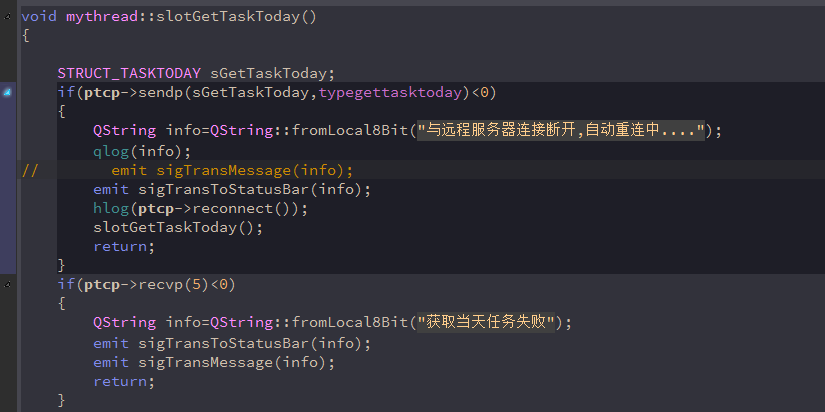 void mythread::slotGetTaskToday()
{
STRUCT_TASKTODAY sGetTaskToday;
if(ptcp->sendp(sGetTaskToday,typegettasktoday)<0)
{
QString info=QString::fromLocal8Bit("与远程服务器连接断开,自动重连中....");
qlog(info);
//        emit sigTransMessage(info);
emit sigTransToStatusBar(info);
hlog(ptcp->reconnect());
slotGetTaskToday();
return;
}
if(ptcp->recvp(5)<0)
{
QString info=QString::fromLocal8Bit("获取当天任务失败");
emit sigTransToStatusBar(info);
emit sigTransMessage(info);
return;
}